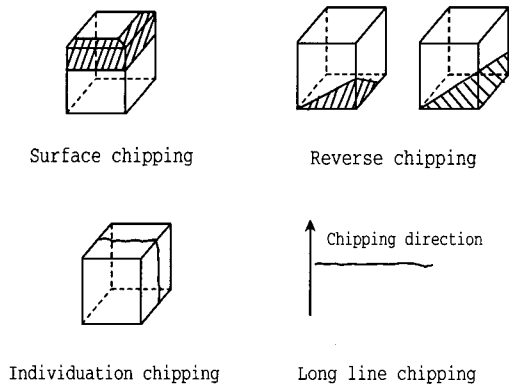 Surface chipping
Reverse chipping
Chipping direction
Individuation chipping
Long line chipping